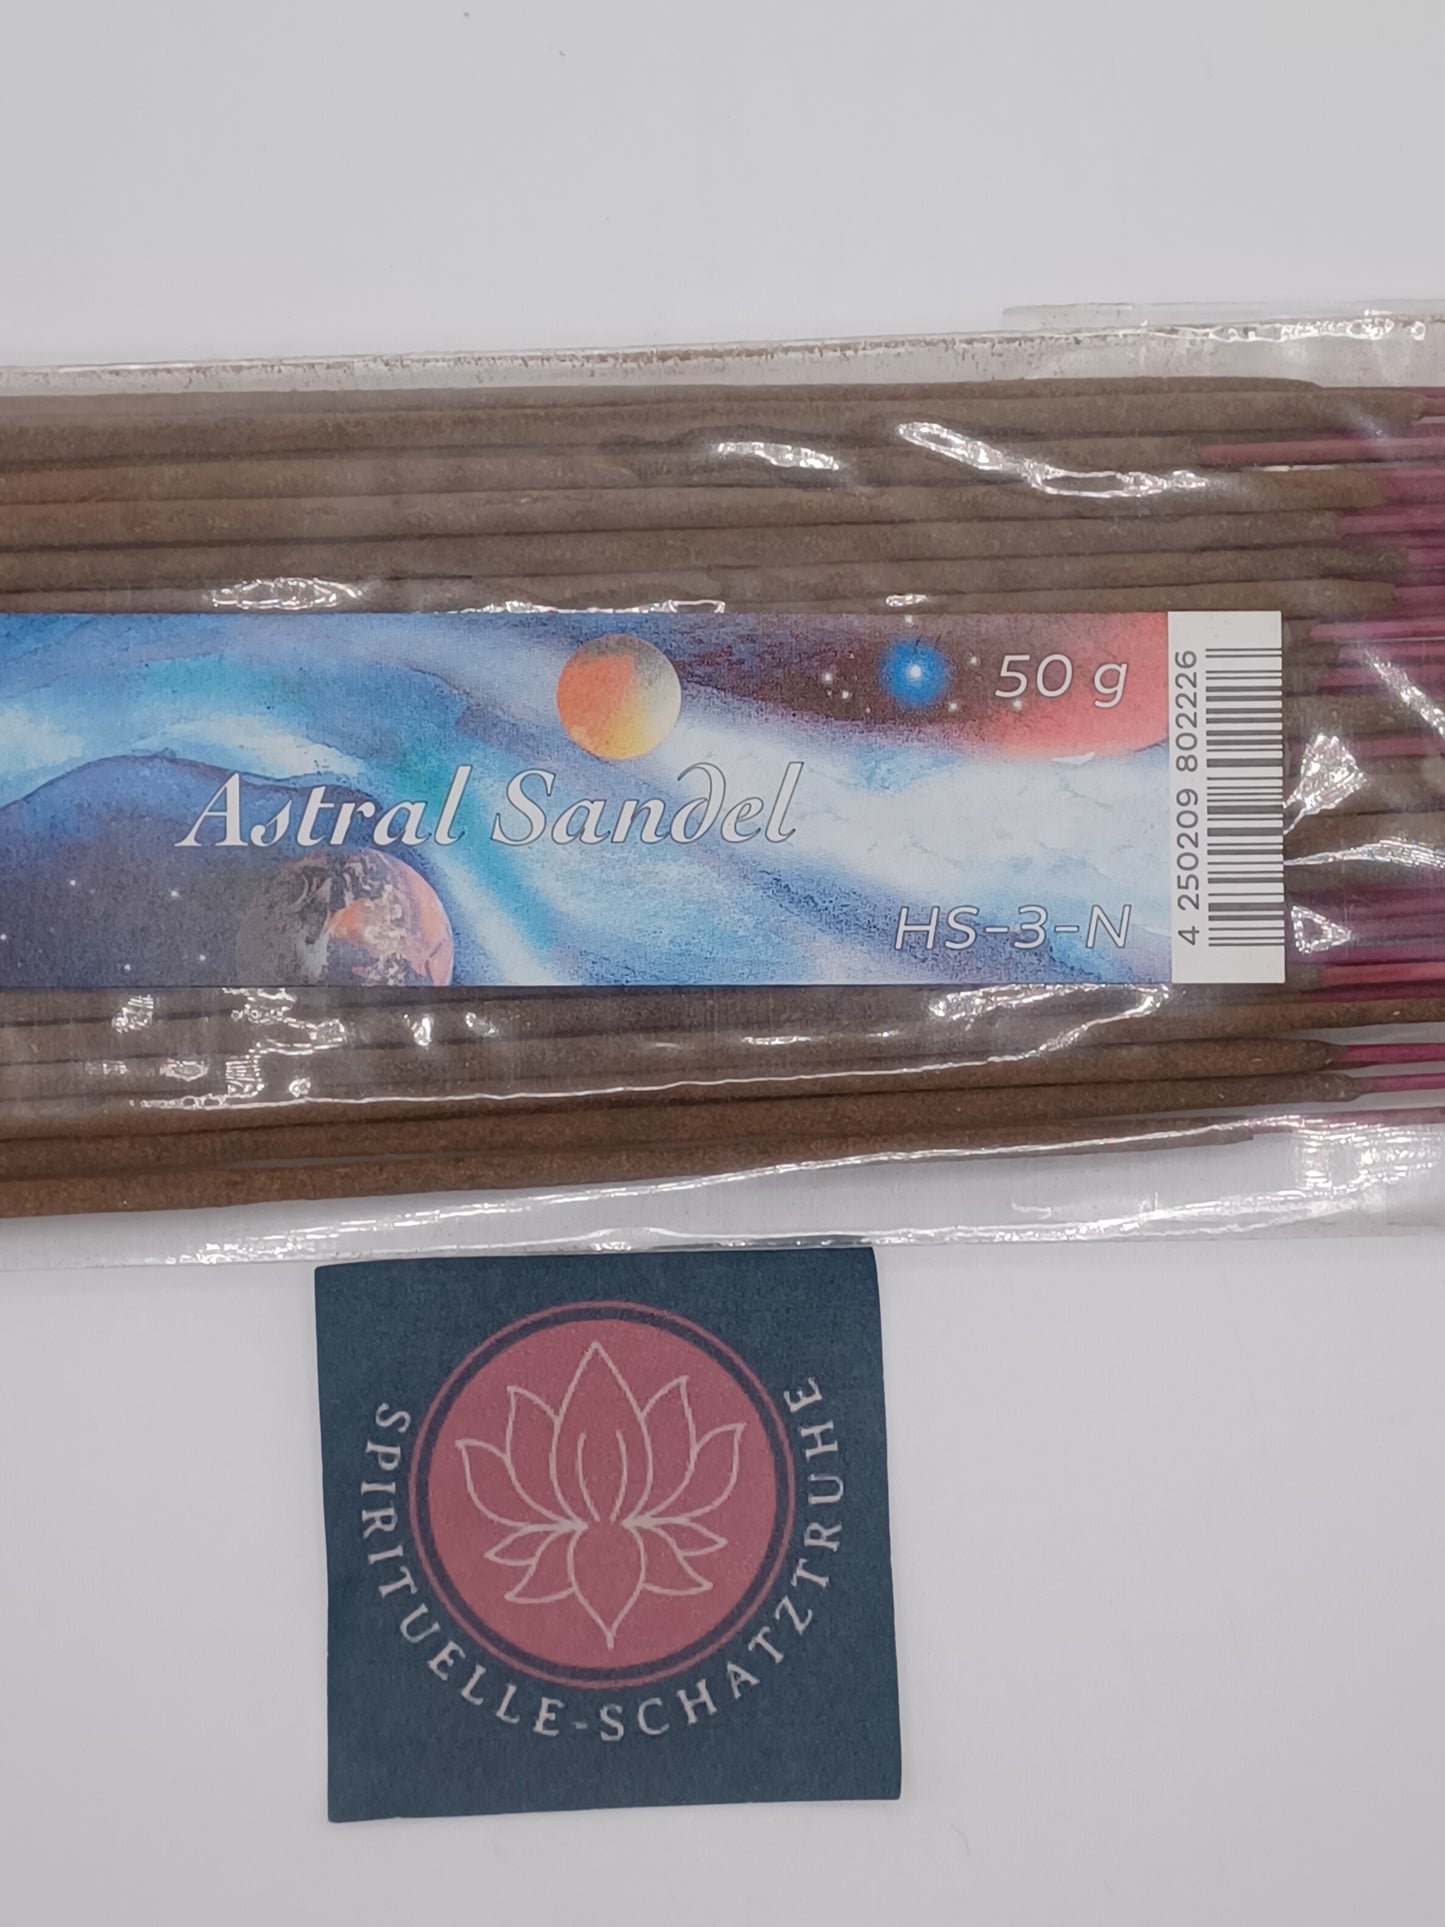 50 g
Astral Sandel
HS-3-N
4 250209 802226
SPIRITUELLE-SCHATZTRUHE